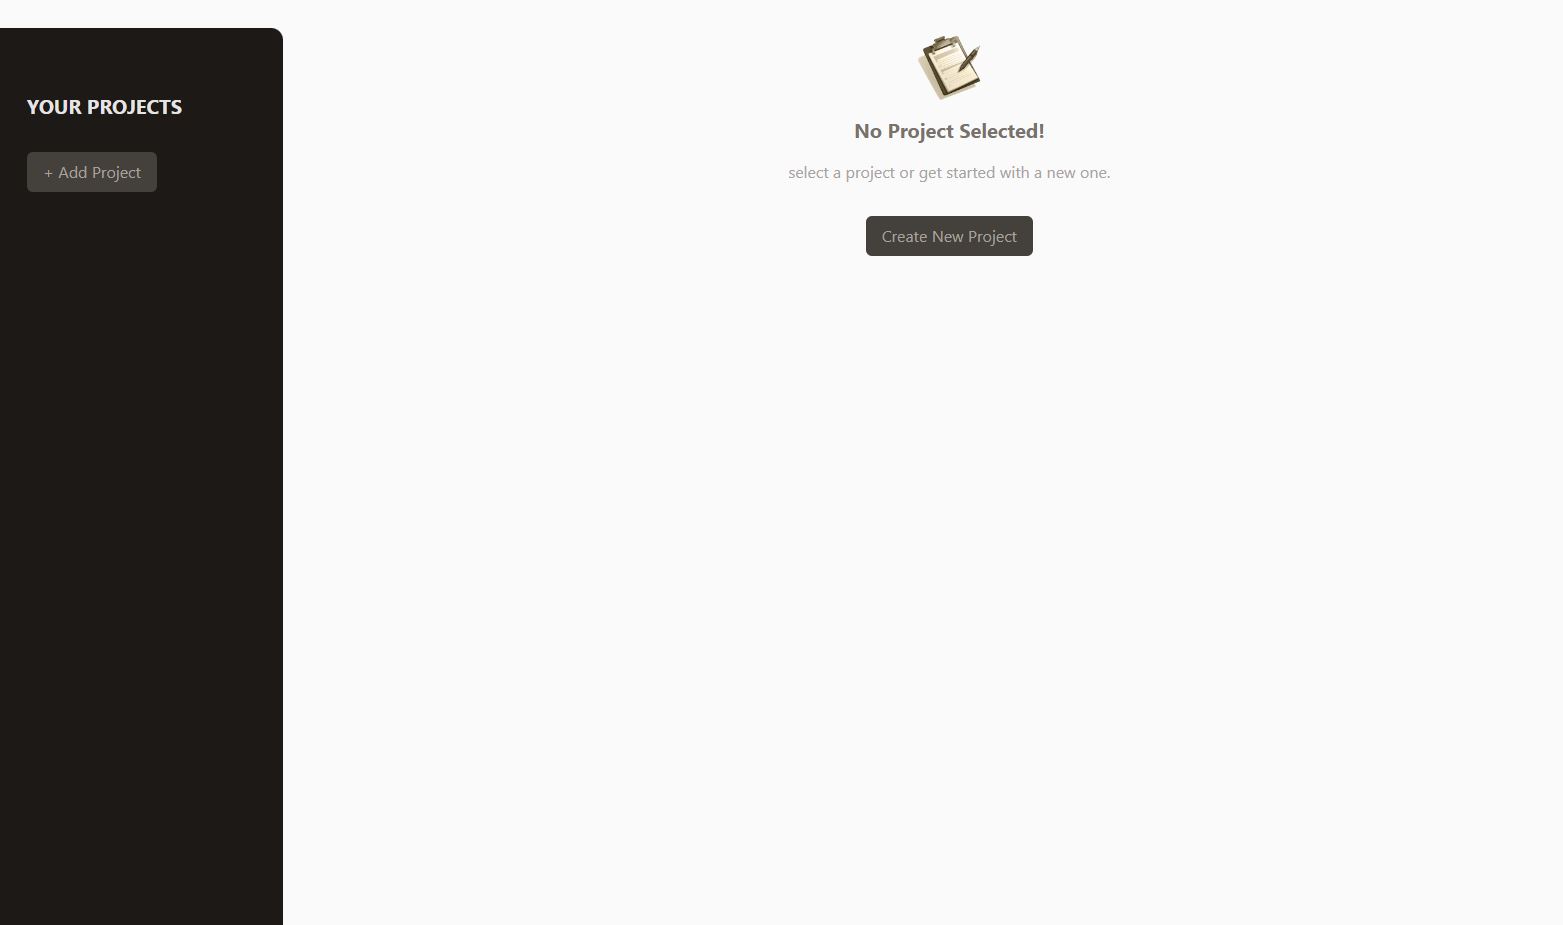 YOUR PROJECTS
+ Add Project
No Project Selected!
select a project or get started with a new one.
Create New Project